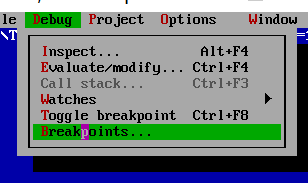 le Debug Project Options Window
\T
Inspect... Alt+F4
Evaluate/modify... Ctrl+F4
Call stack... Ctrl+F3
Watches
Toggle breakpoint Ctrl+F8
Breakpoints...